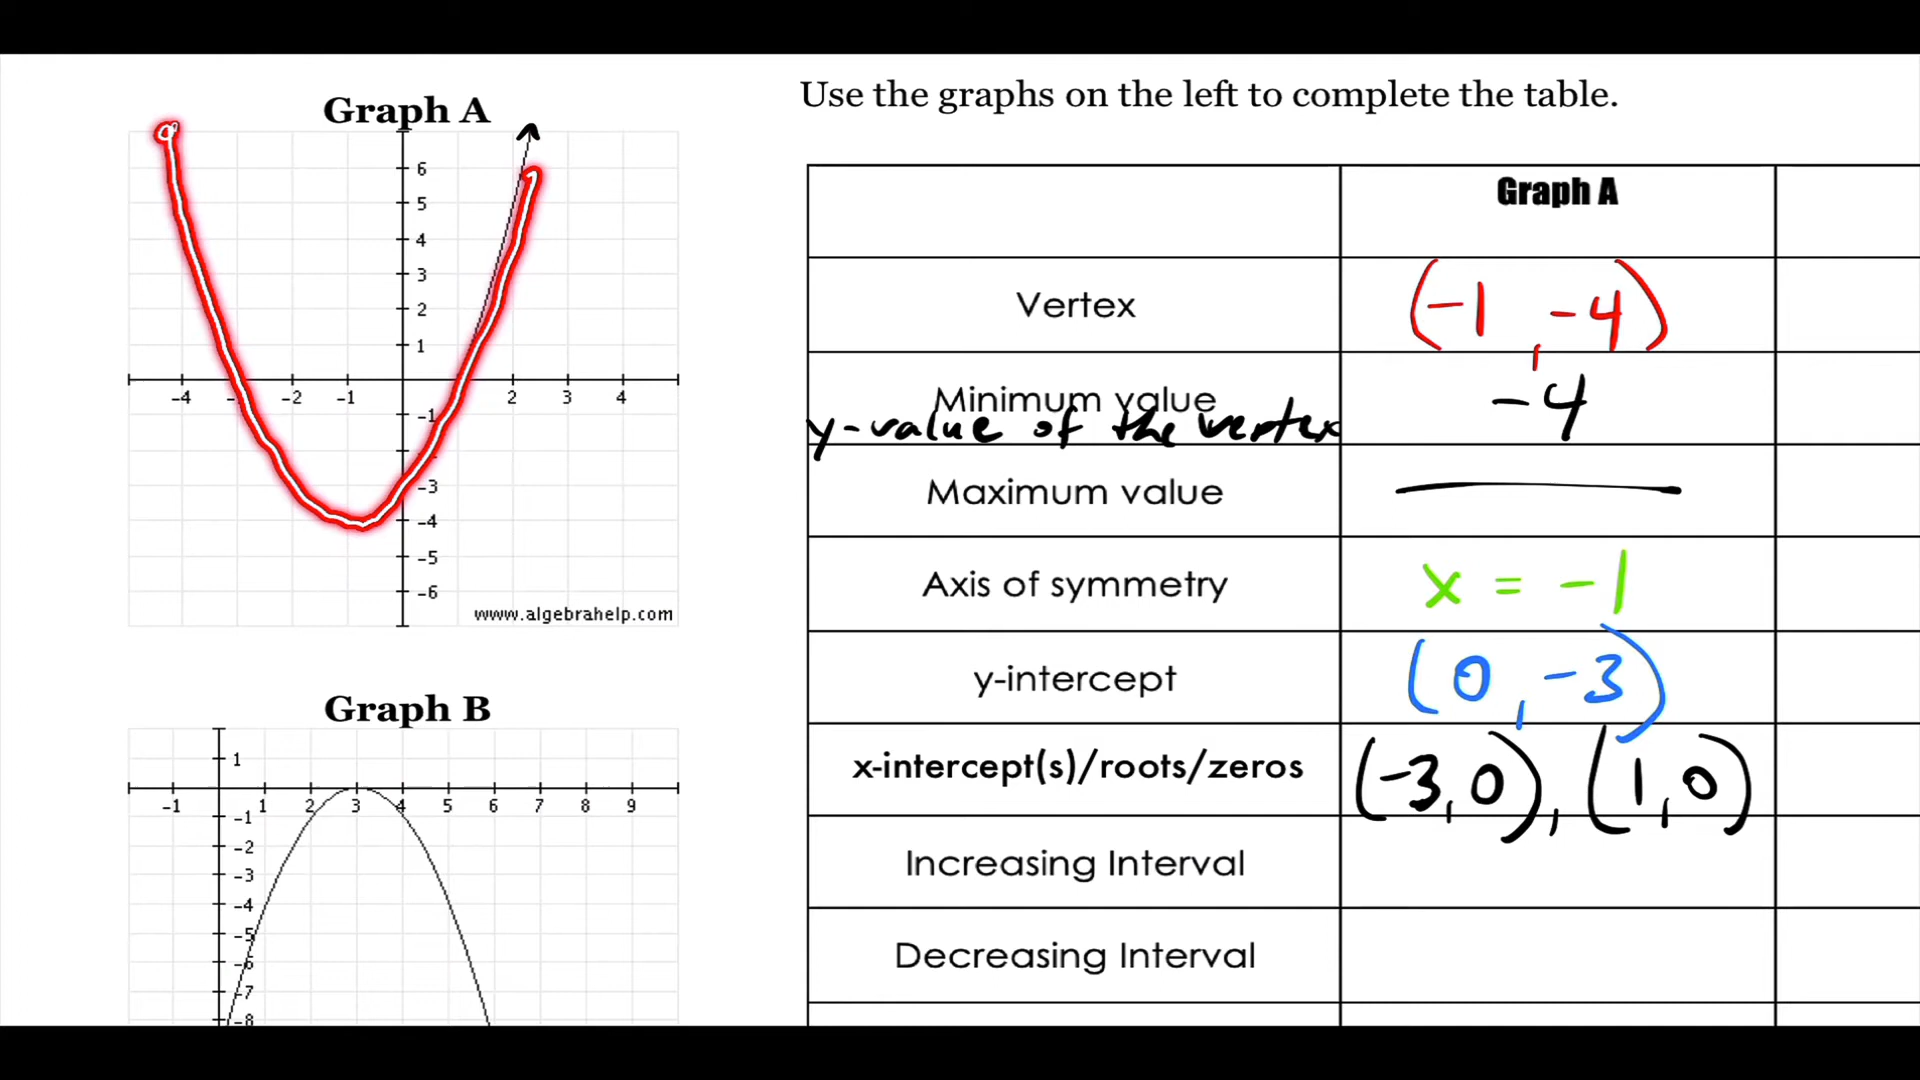 Graph A
6
5
4
3
2
1
-4 -2 -1 2 3 4
-1
-3
-4
-5
-6
www.algebrahelp.com
Graph B
1
-1 1 2 3 4 5 6 7 8 9
-1
-2
-3
-4
-5
-6
-7
-8
Use the graphs on the left to complete the table.
Graph A
Vertex (-1, -4)
Minimum value -4
y-value of the vertex
Maximum value
Axis of symmetry x = -1
y-intercept (0, -3)
x-intercept(s)/roots/zeros (-3, 0), (1, 0)
Increasing Interval
Decreasing Interval